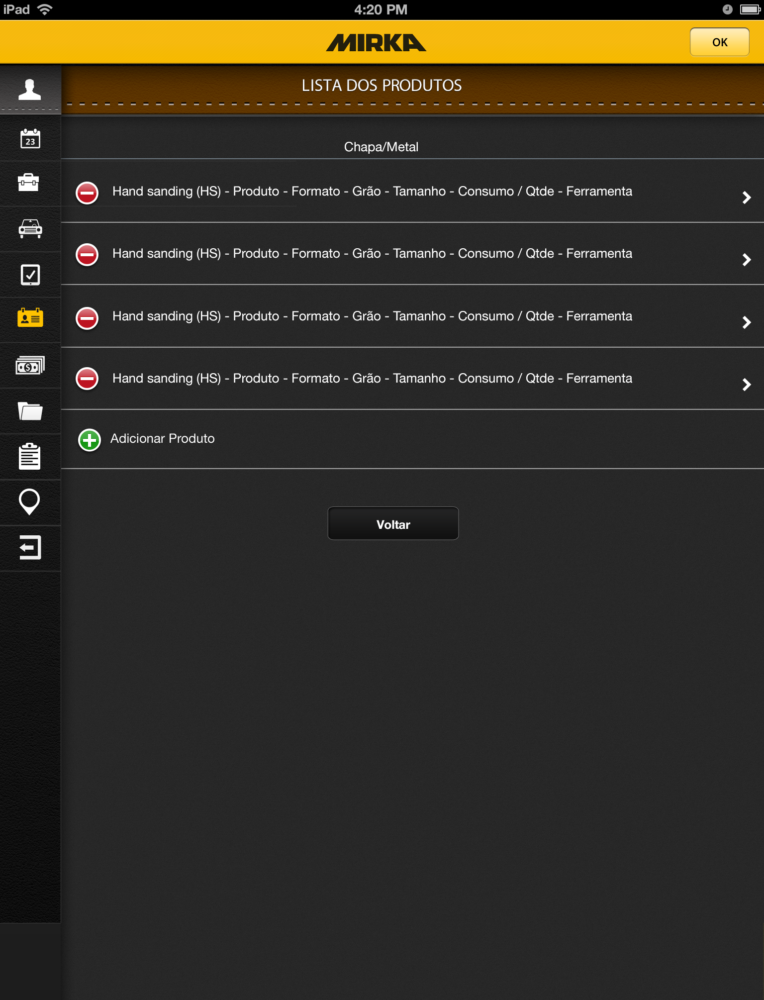 iPad
4:20 PM
MIRKA
OK
LISTA DOS PRODUTOS
23
Chapa/Metal
Hand sanding (HS) - Produto - Formato - Grão - Tamanho - Consumo / Qtde - Ferramenta
Hand sanding (HS) - Produto - Formato - Grão - Tamanho - Consumo / Qtde - Ferramenta
Hand sanding (HS) - Produto - Formato - Grão - Tamanho - Consumo / Qtde - Ferramenta
$
Hand sanding (HS) - Produto - Formato - Grão - Tamanho - Consumo / Qtde - Ferramenta
Adicionar Produto
Voltar